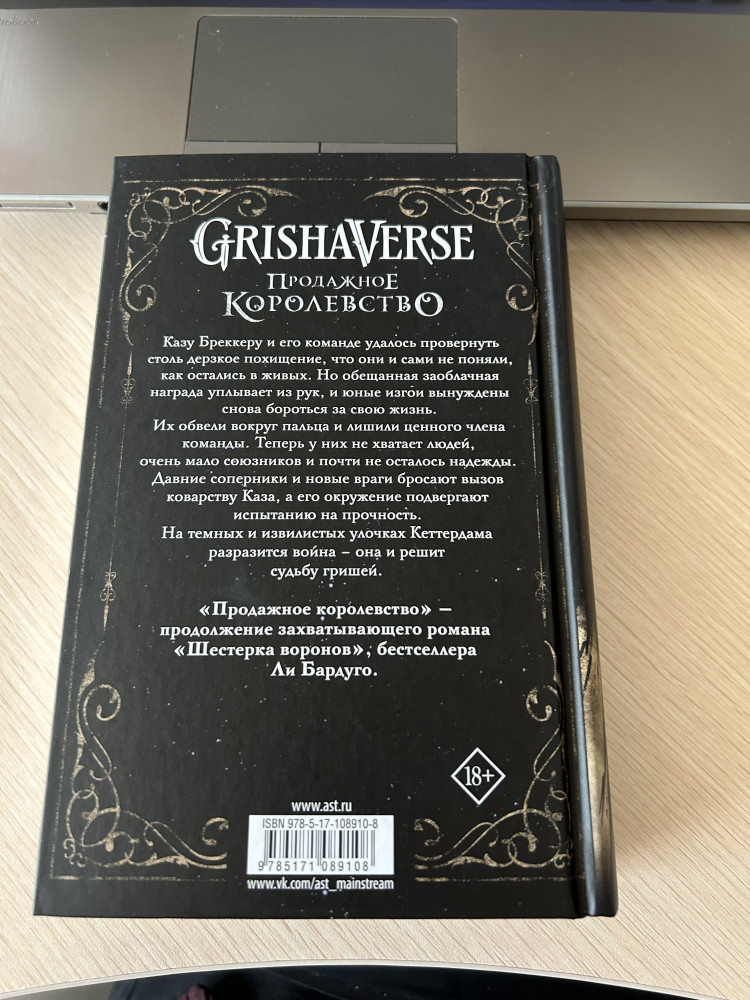 GRISHAVERSE
ПРОДАЖНОЕ
КОРОЛЕВСТВО
Казу Бреккеру и его команде удалось провернуть
столь дерзкое похищение, что они и сами не поняли,
как остались в живых. Но обещанная заоблачная
награда уплывает из рук, и юные изгои вынуждены
снова бороться за свою жизнь.
Их обвели вокруг пальца и лишили ценного члена
команды. Теперь у них не хватает людей,
очень мало союзников и почти не осталось надежды.
Давние соперники и новые враги бросают вызов
коварству Каза, а его окружение подвергают
испытанию на прочность.
На темных и извилистых улочках Кеттердама
разразится война – она и решит
судьбу гришей.
«Продажное королевство» –
продолжение захватывающего романа
«Шестерка воронов», бестселлера
Ли Бардуго.
18+
www.ast.ru
ISBN 978-5-17-108910-8
9 785171 089108
www.vk.com/ast_mainstream